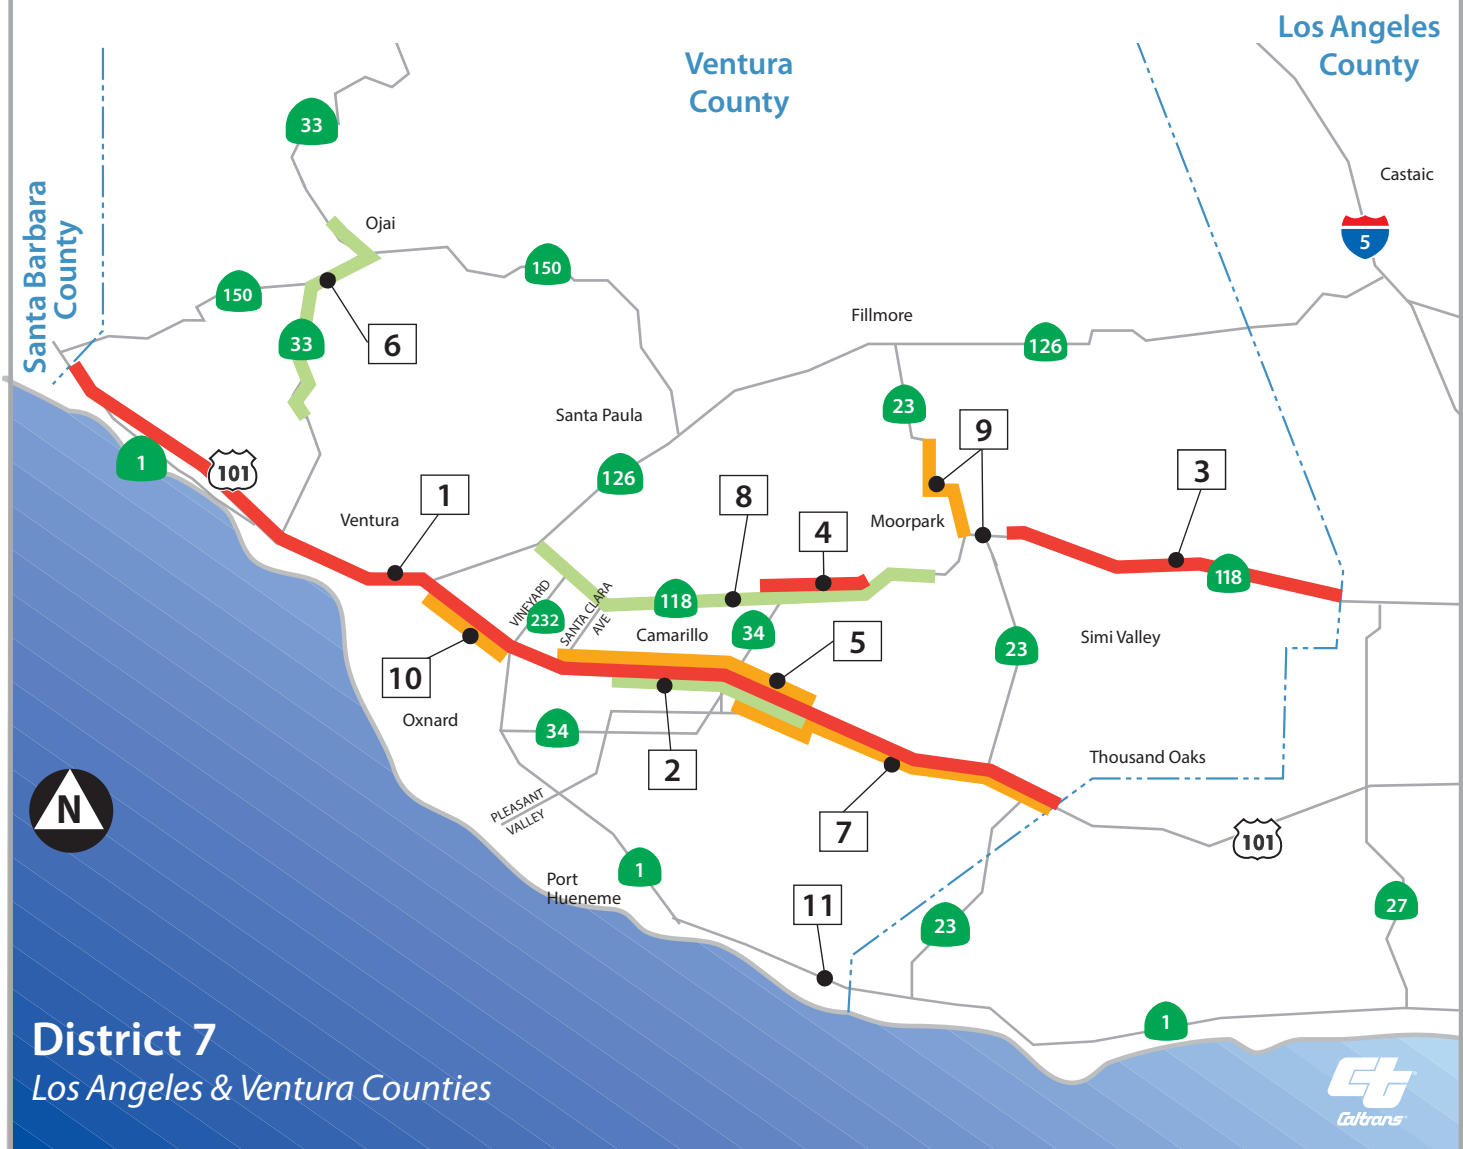 Los Angeles
County
Ventura
County
33
Castaic
Santa Barbara
County
Ojai
5
150
150
33
6
Fillmore
126
23
Santa Paula
9
1
101
126
3
1
8
Ventura
4
Moorpark
118
VINEYARD
232
SANTA CLARA
AVE
118
34
Camarillo
5
23
Simi Valley
10
Oxnard
34
2
Thousand Oaks
N
PLEASANT
VALLEY
7
101
1
Port
Hueneme
11
23
27
1
District 7
Los Angeles & Ventura Counties
ct
Caltrans